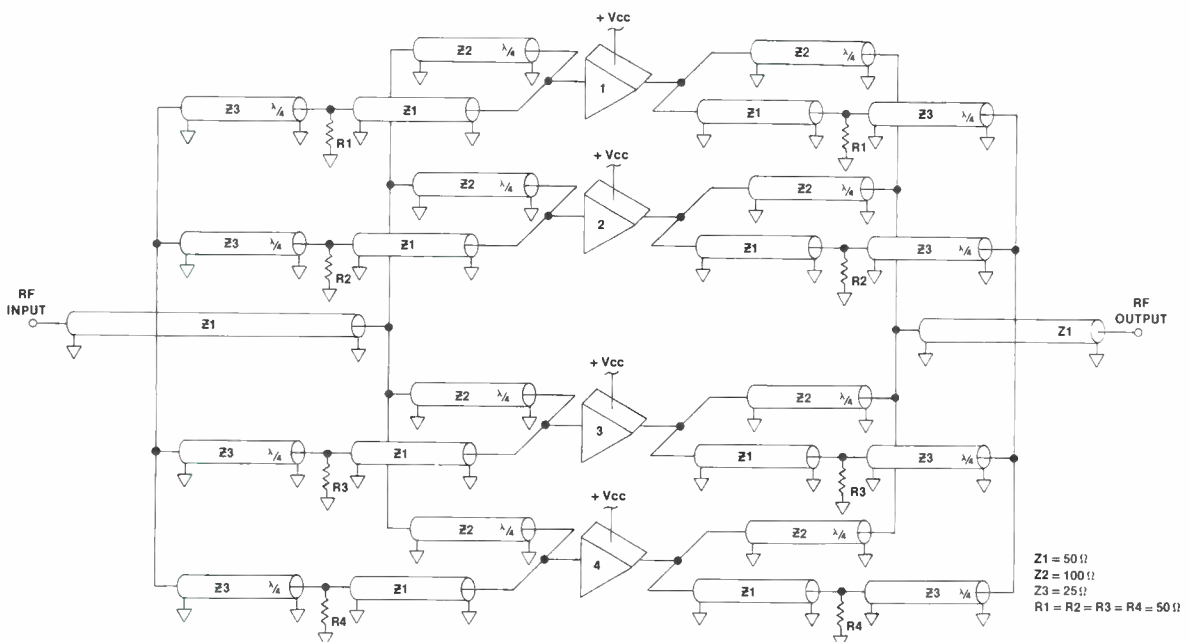 + Vcc
Z2 λ/4
Z2 λ/4
1
Z3 λ/4
Z1
Z1
Z3 λ/4
R1
R1
+ Vcc
Z2 λ/4
Z2 λ/4
2
Z3 λ/4
Z1
Z1
Z3 λ/4
R2
R2
RF
INPUT
Z1
RF
OUTPUT
Z1
+ Vcc
Z2 λ/4
Z2 λ/4
3
Z3 λ/4
Z1
Z1
Z3 λ/4
R3
R3
+ Vcc
Z2 λ/4
Z2 λ/4
4
Z3 λ/4
Z1
Z1
Z3 λ/4
R4
R4
Z1 = 50 Ω
Z2 = 100 Ω
Z3 = 25 Ω
R1 = R2 = R3 = R4 = 50 Ω